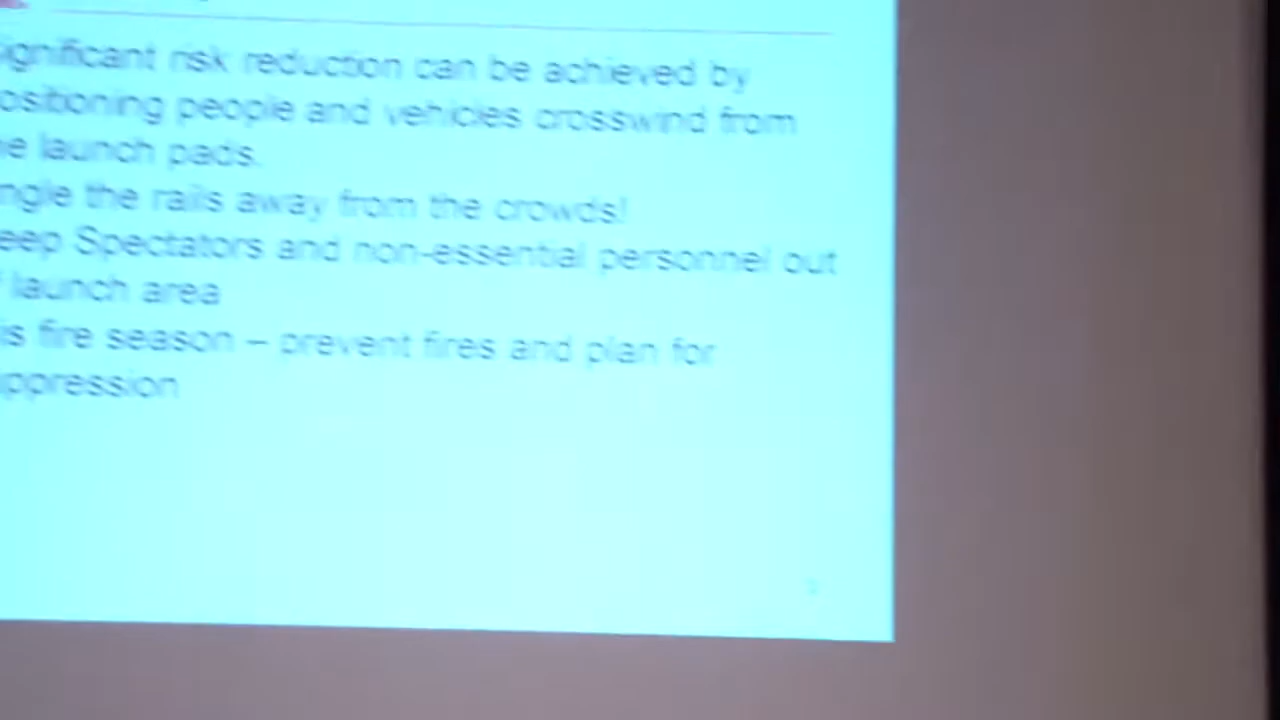 ignificant risk reduction can be achieved by
ositioning people and vehicles crosswind from
e launch pads.
ngle the rails away from the crowds!
eep Spectators and non-essential personnel out
launch area
is fire season – prevent fires and plan for
ppression